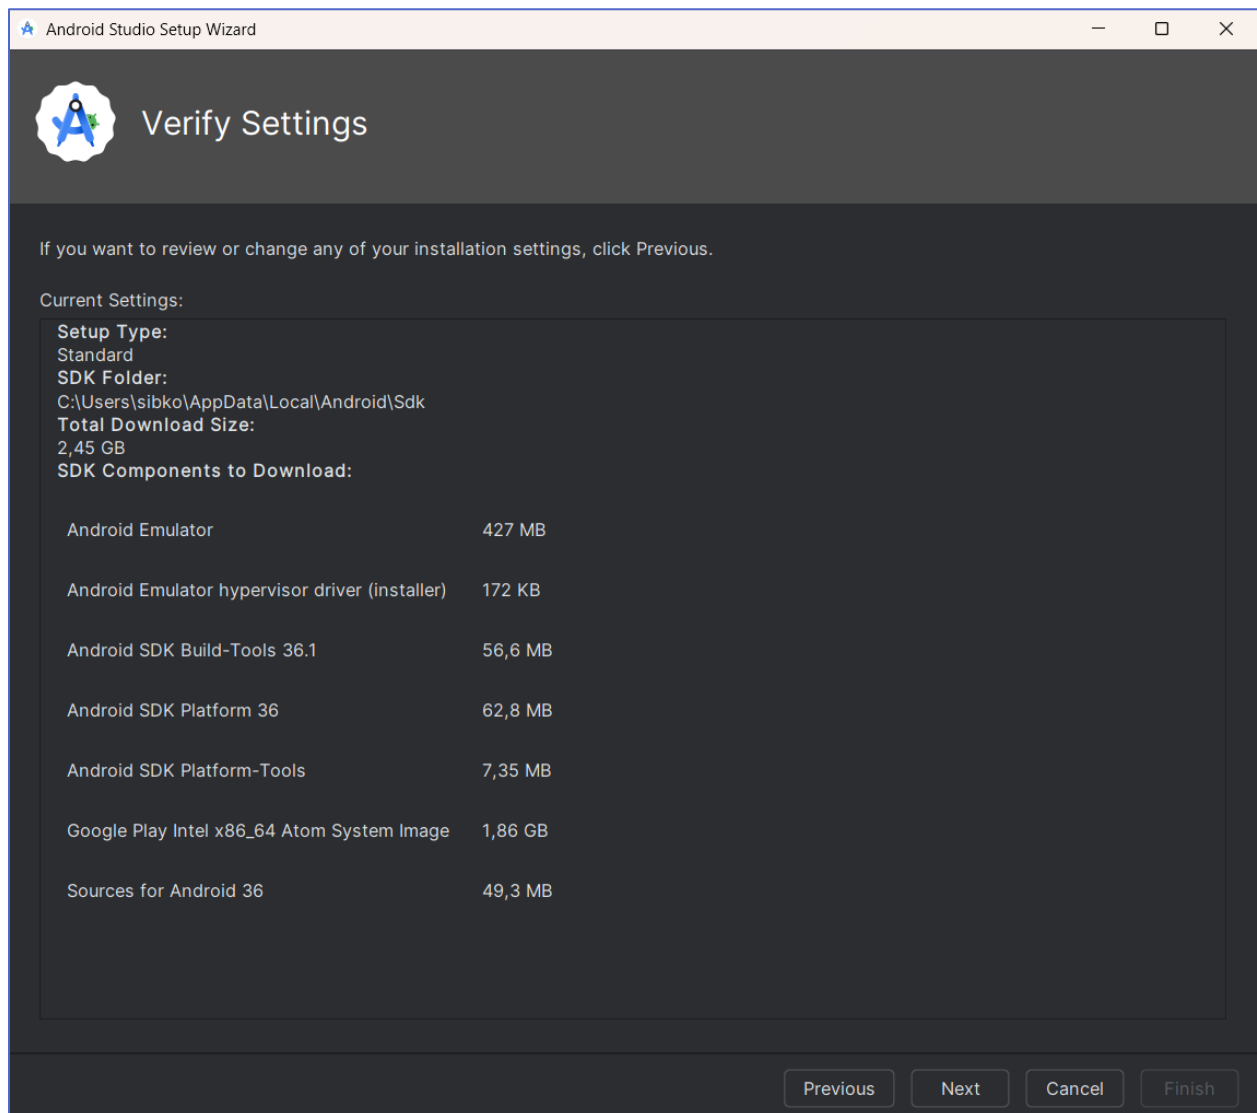 Android Studio Setup Wizard
Verify Settings
If you want to review or change any of your installation settings, click Previous.
Current Settings:
Setup Type:
Standard
SDK Folder:
C:\Users\sibko\AppData\Local\Android\Sdk
Total Download Size:
2,45 GB
SDK Components to Download:
Android Emulator 427 MB
Android Emulator hypervisor driver (installer) 172 KB
Android SDK Build-Tools 36.1 56,6 MB
Android SDK Platform 36 62,8 MB
Android SDK Platform-Tools 7,35 MB
Google Play Intel x86_64 Atom System Image 1,86 GB
Sources for Android 36 49,3 MB
Previous Next Cancel Finish